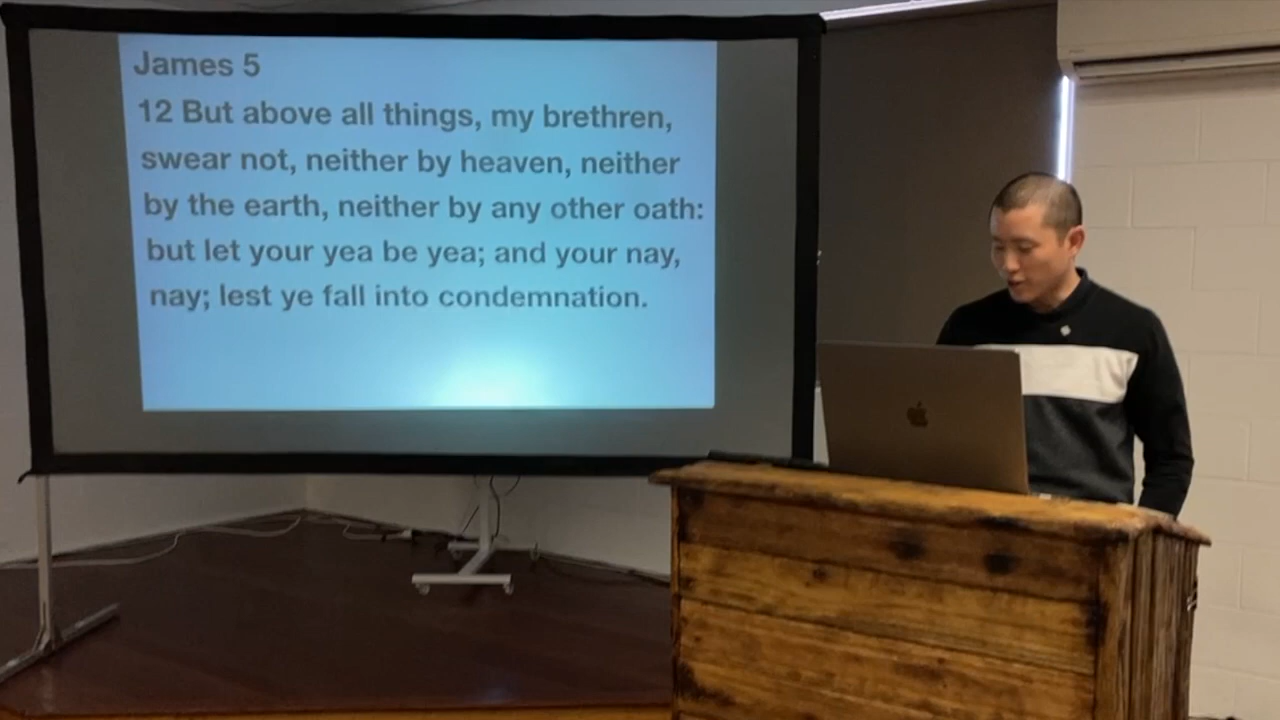 James 5
12 But above all things, my brethren,
swear not, neither by heaven, neither
by the earth, neither by any other oath:
but let your yea be yea; and your nay,
nay; lest ye fall into condemnation.